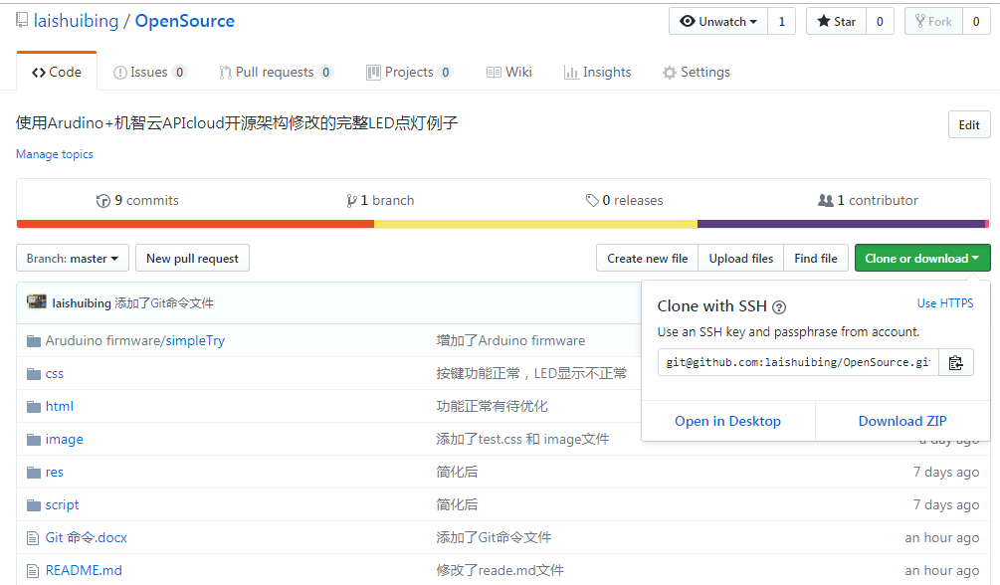 laishuibing / OpenSource
Unwatch 1 Star 0 Fork 0
Code Issues 0 Pull requests 0 Projects 0 Wiki Insights Settings
使用Arudino+机智云APIcloud开源架构修改的完整LED点灯例子
Edit
Manage topics
9 commits 1 branch 0 releases 1 contributor
Branch: master New pull request Create new file Upload files Find file Clone or download
laishuibing 添加了Git命令文件
Clone with SSH Use HTTPS
Use an SSH key and passphrase from account.
git@github.com:laishuibing/OpenSource.gi
Open in Desktop Download ZIP
Aruduino firmware/simpleTry 增加了Arduino firmware
css 按键功能正常，LED显示不正常
html 功能正常有待优化
image 添加了test.css 和 image文件 a day ago
res 简化后 7 days ago
script 简化后 7 days ago
Git 命令.docx 添加了Git命令文件 an hour ago
README.md 修改了reade.md文件 an hour ago